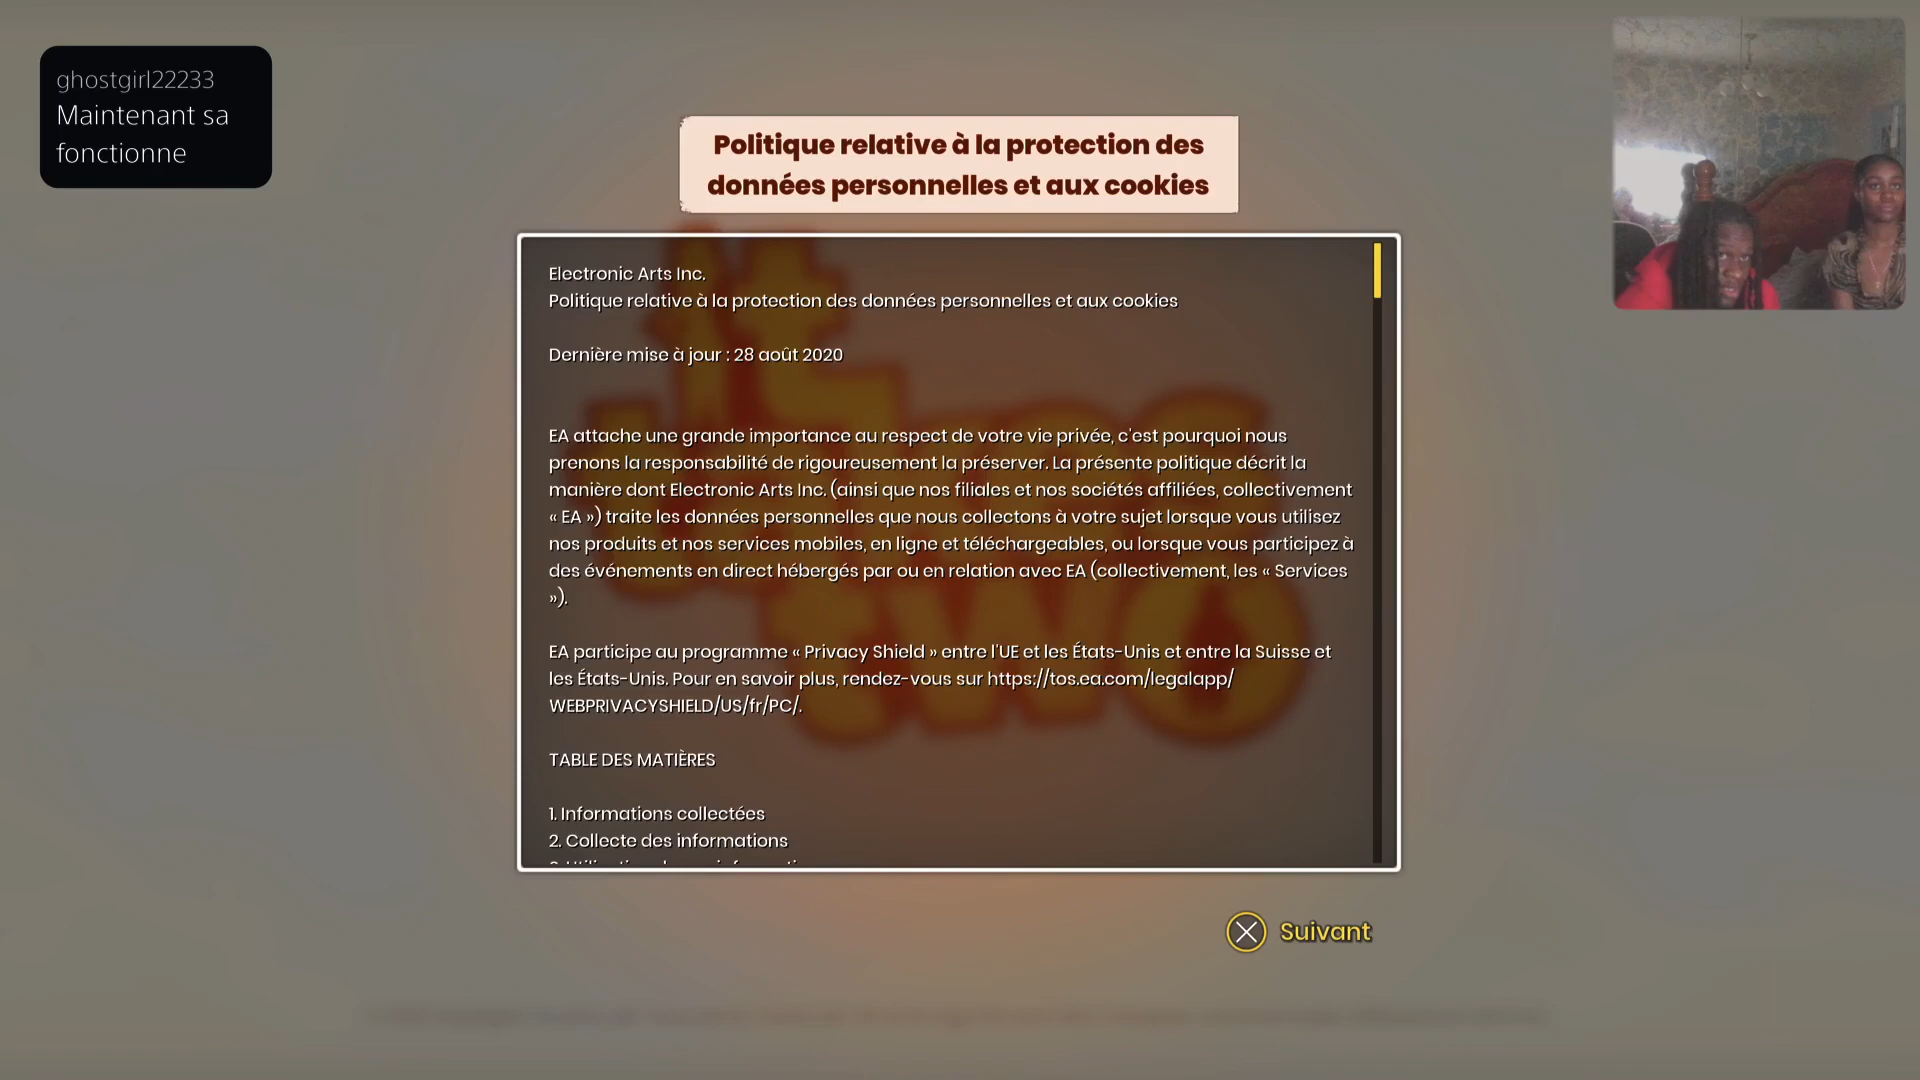 ghostgirl22233
Maintenant sa
fonctionne
Politique relative à la protection des
données personnelles et aux cookies
Electronic Arts Inc.
Politique relative à la protection des données personnelles et aux cookies
Dernière mise à jour : 28 août 2020
EA attache une grande importance au respect de votre vie privée, c'est pourquoi nous
prenons la responsabilité de rigoureusement la préserver. La présente politique décrit la
manière dont Electronic Arts Inc. (ainsi que nos filiales et nos sociétés affiliées, collectivement
« EA ») traite les données personnelles que nous collectons à votre sujet lorsque vous utilisez
nos produits et nos services mobiles, en ligne et téléchargeables, ou lorsque vous participez à
des événements en direct hébergés par ou en relation avec EA (collectivement, les « Services
»).
EA participe au programme « Privacy Shield » entre l'UE et les États-Unis et entre la Suisse et
les États-Unis. Pour en savoir plus, rendez-vous sur https://tos.ea.com/legalapp/
WEBPRIVACYSHIELD/US/fr/PC/.
TABLE DES MATIÈRES
1. Informations collectées
2. Collecte des informations
it
takes
two
Suivant